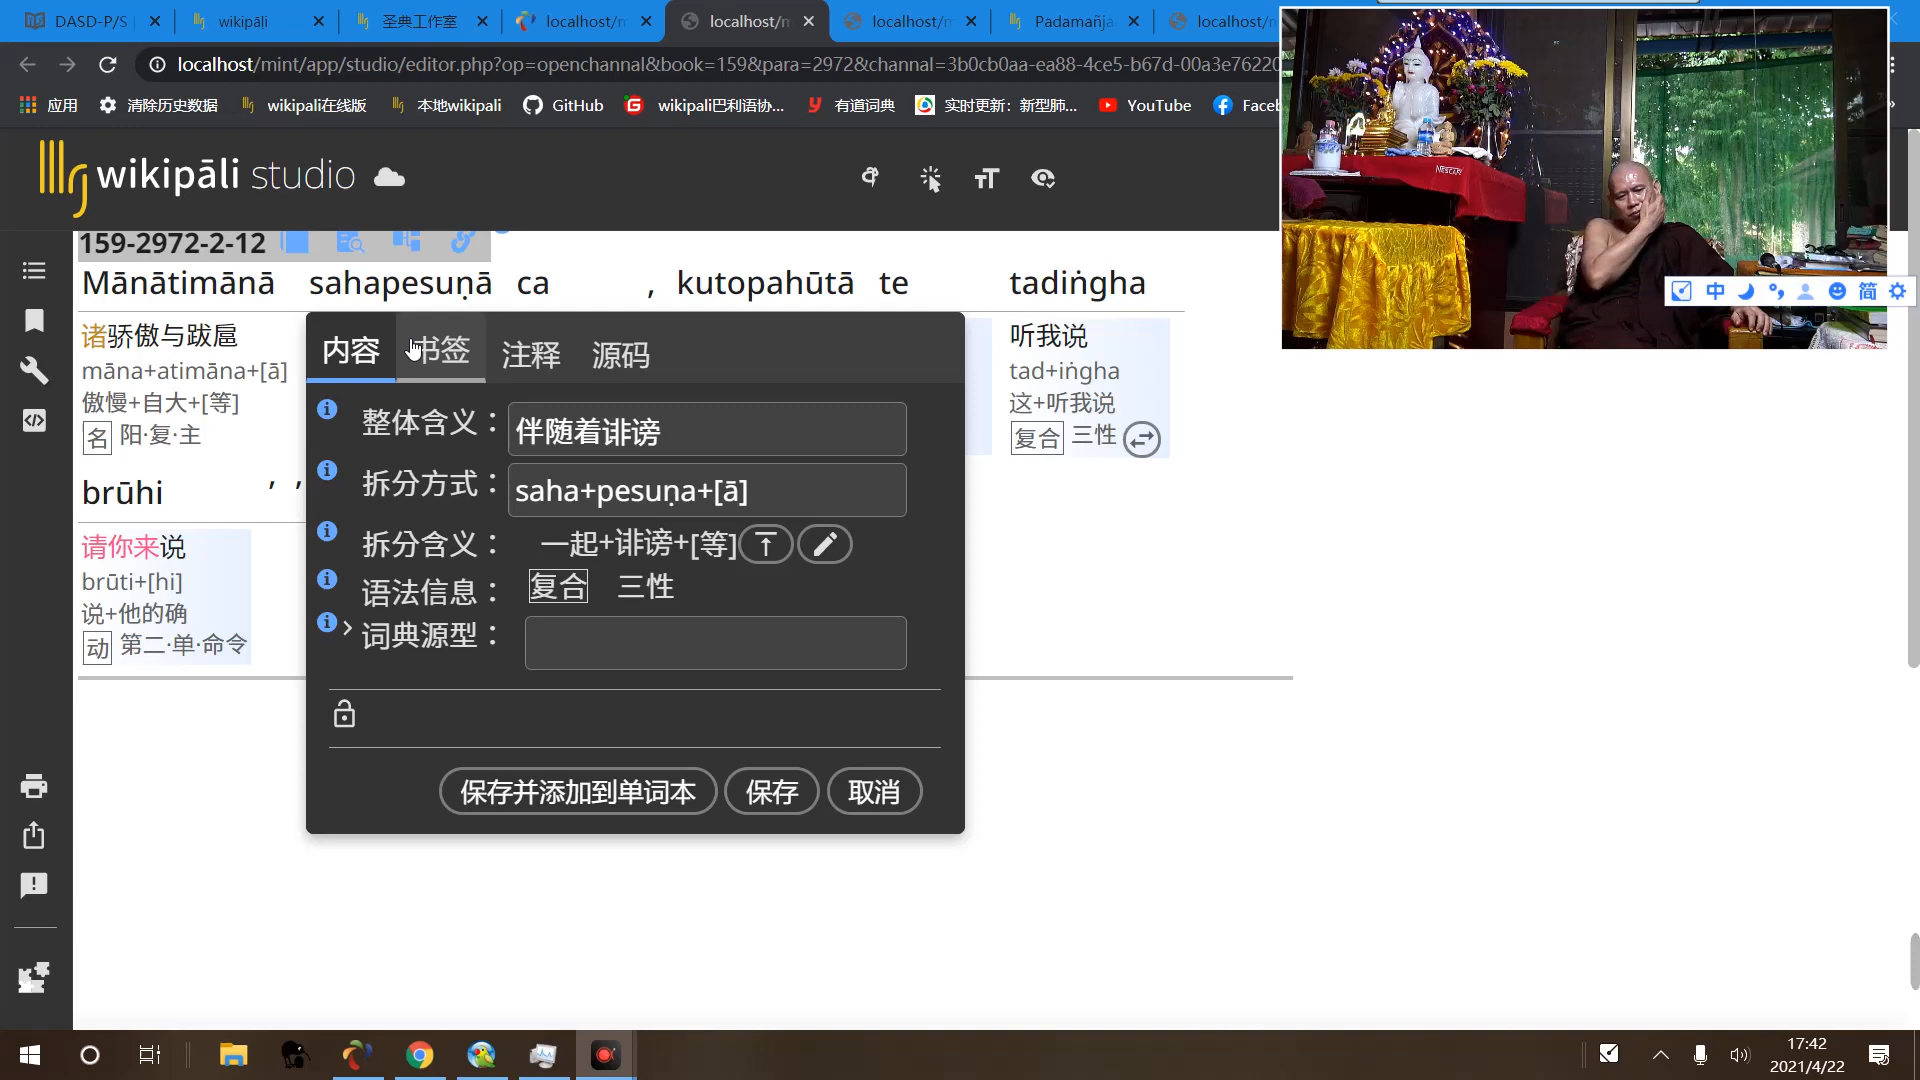 DASD-P/S
wikipāli
圣典工作室
localhost/m
localhost/m
localhost/m
Padamañja
localhost/m
localhost/mint/app/studio/editor.php?op=openchannal&book=159&para=2972&channal=3b0cb0aa-ea88-4ce5-b67d-00a3e76220
应用
清除历史数据
wikipali在线版
本地wikipali
GitHub
wikipali巴利语协...
有道词典
实时更新：新型肺...
YouTube
Faceb
wikipāli studio
159-2972-2-12
Mānātimānā sahapesuṇā ca , kutopahūtā te tadiṅgha
诸骄傲与跋扈
māna+atimāna+[ā]
傲慢+自大+[等]
名 阳·复·主
听我说
tad+iṅgha
这+听我说
复合 三性
brūhi ’ ’
请你来说
brūti+[hi]
说+他的确
动 第二·单·命令
内容 书签 注释 源码
整体含义： 伴随着诽谤
拆分方式： saha+pesuṇa+[ā]
拆分含义： 一起+诽谤+[等]
语法信息： 复合 三性
词典源型：
保存并添加到单词本 保存 取消
NESCAFE
中 简
17:42
2021/4/22